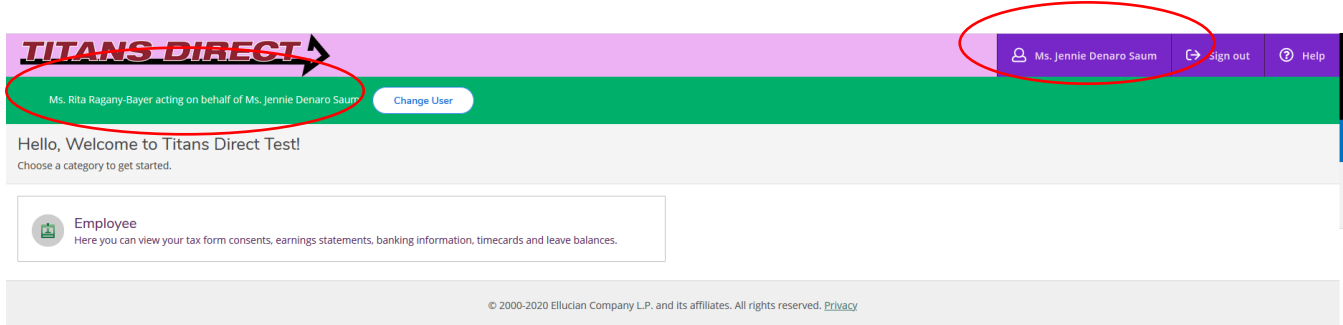 TITANS DIRECT
Ms. Jennie Denaro Saum
Sign out
Help
Ms. Rita Ragany-Bayer acting on behalf of Ms. Jennie Denaro Saum
Change User
Hello, Welcome to Titans Direct Test!
Choose a category to get started.
Employee
Here you can view your tax form consents, earnings statements, banking information, timecards and leave balances.
© 2000-2020 Ellucian Company L.P. and its affiliates. All rights reserved. Privacy